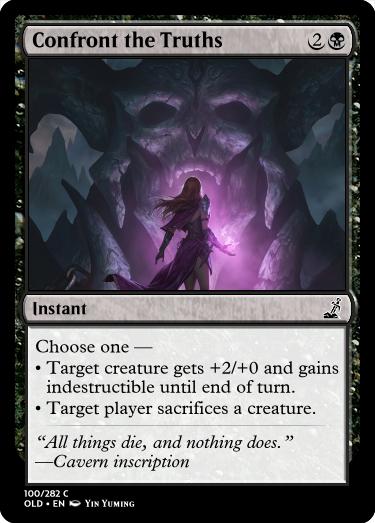 Confront the Truths 2
Instant
Choose one —
• Target creature gets +2/+0 and gains
indestructible until end of turn.
• Target player sacrifices a creature.
“All things die, and nothing does.”
—Cavern inscription
100/282 C
OLD • EN Yin Yuming